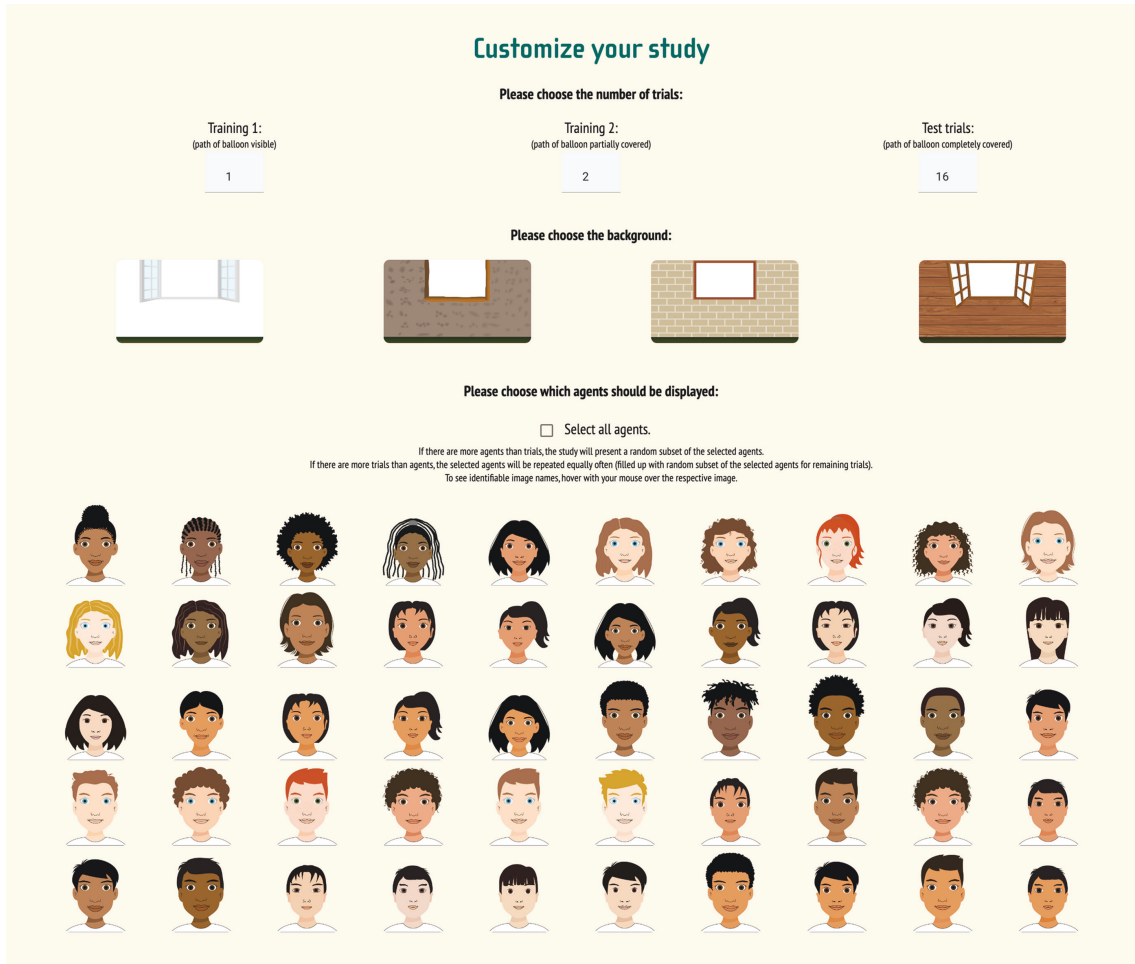 Customize your study
Please choose the number of trials:
Training 1:
(path of balloon visible)
1
Training 2:
(path of balloon partially covered)
2
Test trials:
(path of balloon completely covered)
16
Please choose the background:
Please choose which agents should be displayed:
Select all agents.
If there are more agents than trials, the study will present a random subset of the selected agents.
If there are more trials than agents, the selected agents will be repeated equally often (filled up with random subset of the selected agents for remaining trials).
To see identifiable image names, hover with your mouse over the respective image.